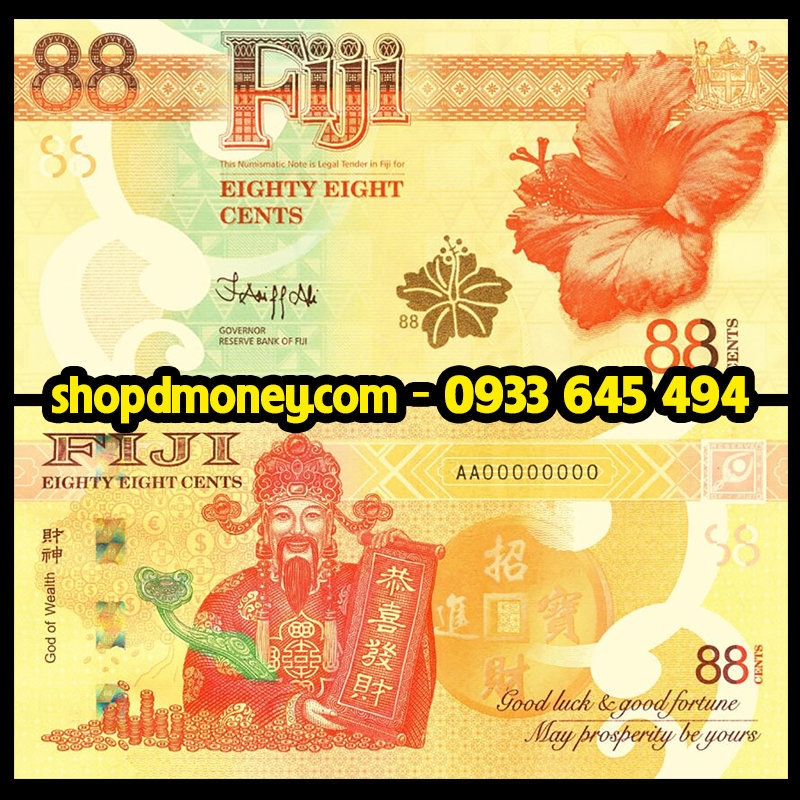 88
Fiji
88
This Numismatic Note is Legal Tender in Fiji for
EIGHTY EIGHT
CENTS
GOVERNOR
RESERVE BANK OF FIJI
88
88 CENTS
shopdmoney.com - 0933 645 494
FIJI
EIGHTY EIGHT CENTS
AA00000000
財神
God of Wealth
恭喜發財
招財進寶
88
88 CENTS
Good luck & good fortune
May prosperity be yours